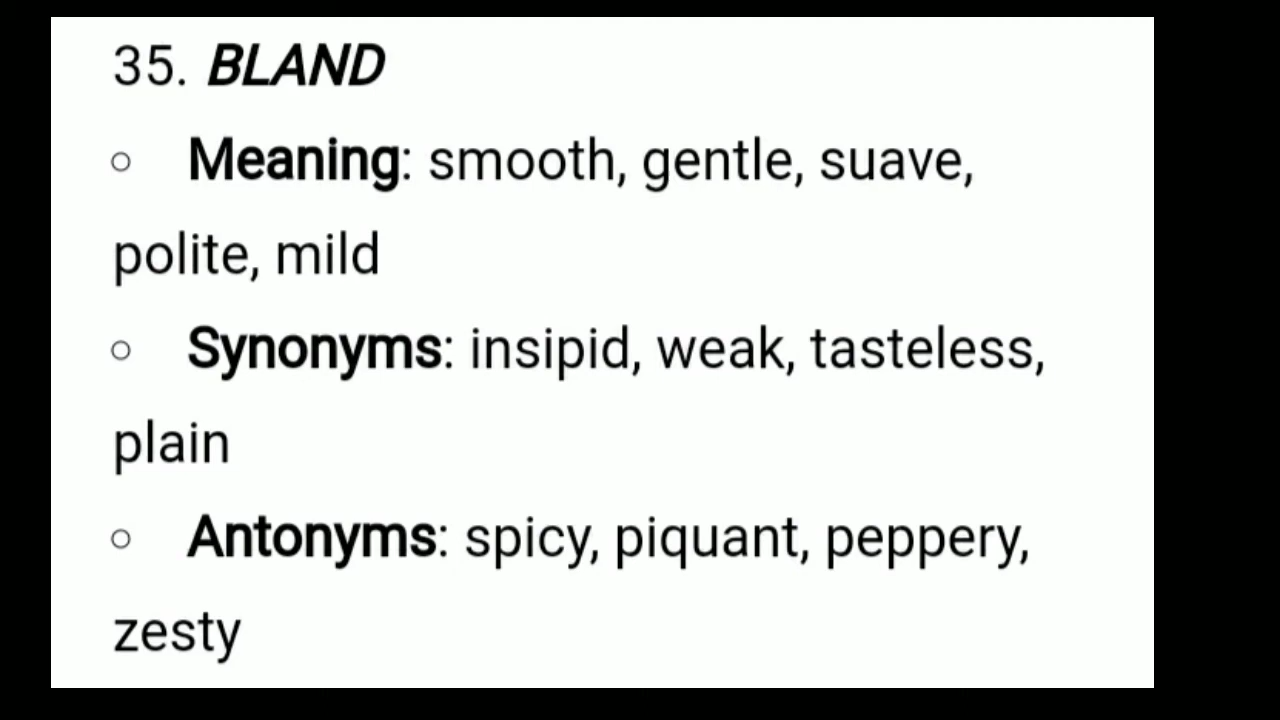 35. BLAND
○ Meaning: smooth, gentle, suave,
polite, mild
○ Synonyms: insipid, weak, tasteless,
plain
○ Antonyms: spicy, piquant, peppery,
zesty